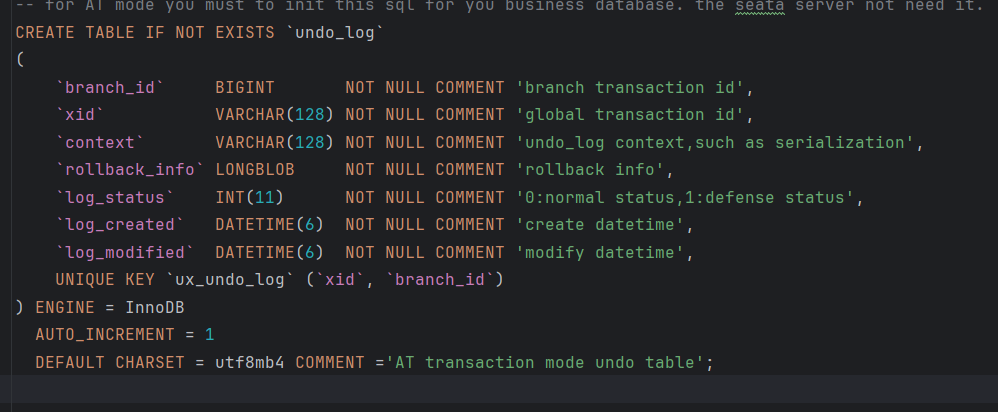 -- for AT mode you must to init this sql for you business database. the seata server not need it.
CREATE TABLE IF NOT EXISTS `undo_log`
(
    `branch_id`     BIGINT       NOT NULL COMMENT 'branch transaction id',
    `xid`           VARCHAR(128) NOT NULL COMMENT 'global transaction id',
    `context`       VARCHAR(128) NOT NULL COMMENT 'undo_log context,such as serialization',
    `rollback_info` LONGBLOB     NOT NULL COMMENT 'rollback info',
    `log_status`    INT(11)      NOT NULL COMMENT '0:normal status,1:defense status',
    `log_created`   DATETIME(6)  NOT NULL COMMENT 'create datetime',
    `log_modified`  DATETIME(6)  NOT NULL COMMENT 'modify datetime',
    UNIQUE KEY `ux_undo_log` (`xid`, `branch_id`)
) ENGINE = InnoDB
  AUTO_INCREMENT = 1
  DEFAULT CHARSET = utf8mb4 COMMENT ='AT transaction mode undo table';